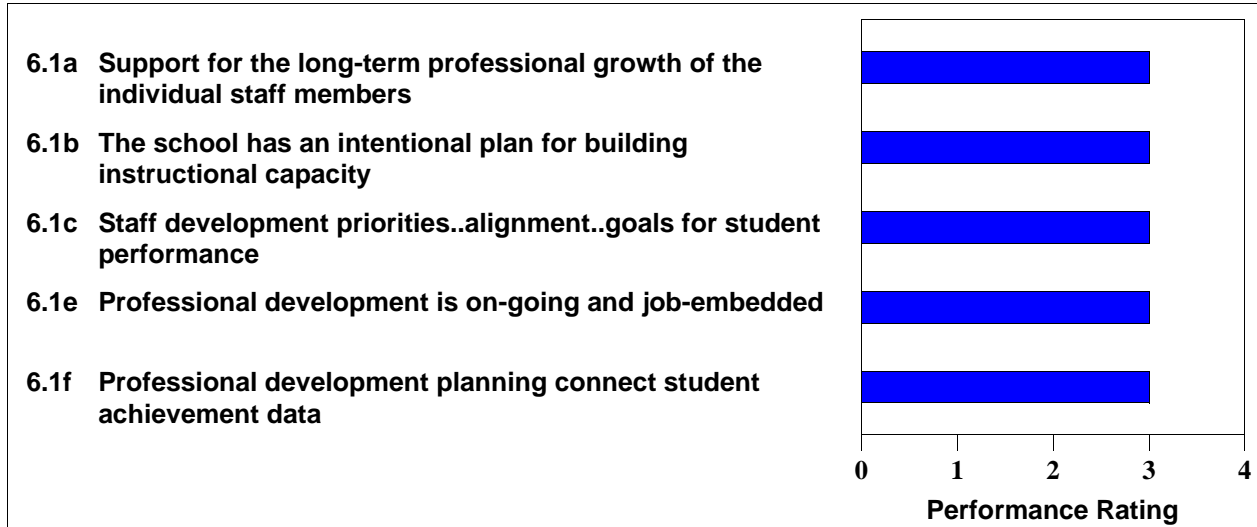 6.1a Support for the long-term professional growth of the
individual staff members
6.1b The school has an intentional plan for building
instructional capacity
6.1c Staff development priorities..alignment..goals for student
performance
6.1e Professional development is on-going and job-embedded
6.1f Professional development planning connect student
achievement data
0 1 2 3 4
Performance Rating